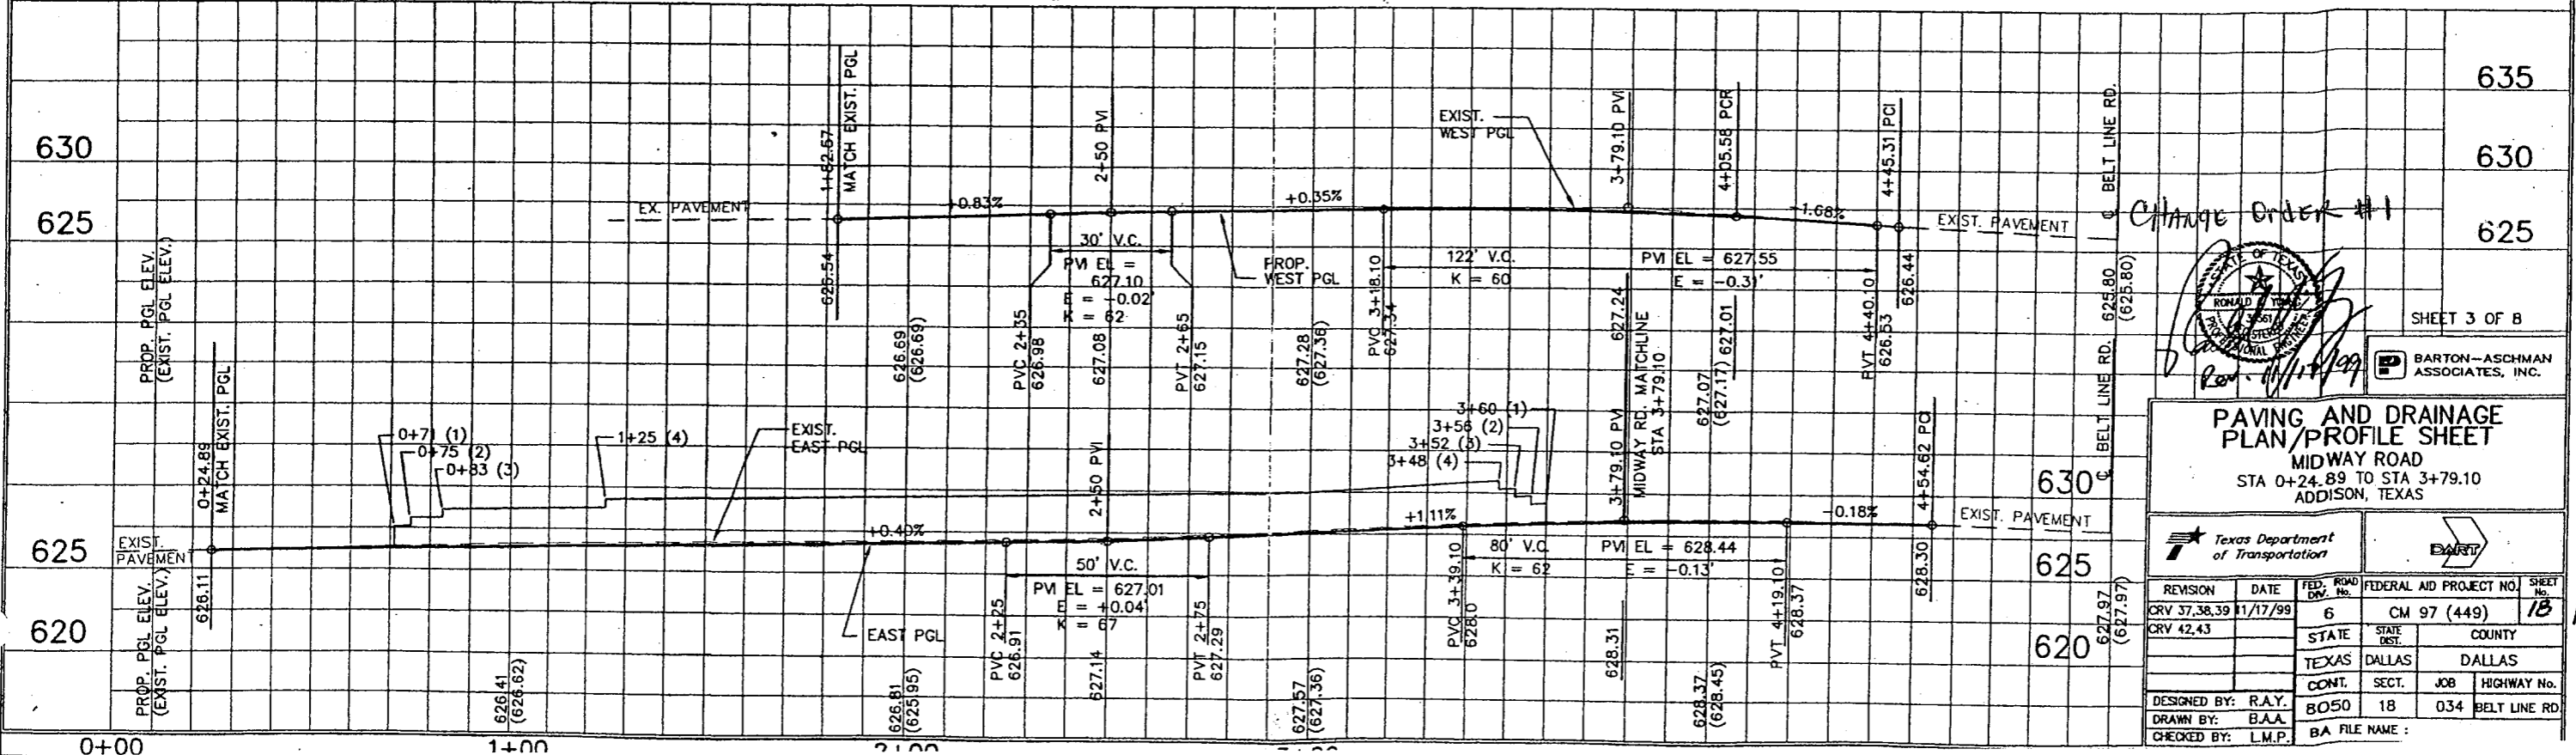 635
630
630
625
625
EX. PAVEMENT
1+82.67
MATCH EXIST. PGL
626.54
+0.83%
2+50 PVI
+0.35%
EXIST.
WEST PGL
3+79.10 PVI
4+05.58 PCR
-1.68%
4+45.31 PCI
EXIST. PAVEMENT
℄ BELT LINE RD.
CHANGE ORDER #1
30' V.C.
PVI EL =
627.10
E = -0.02'
K = 62
PROP.
WEST PGL
122' V.C.
K = 60
PVI EL = 627.55
E = -0.31'
PROP. PGL ELEV.
(EXIST. PGL ELEV.)
626.69
(626.69)
PVC 2+35
626.98
627.08
PVT 2+65
627.15
627.28
(627.36)
PVC 3+18.10
627.34
627.24
627.07
(627.17)
627.01
PVT 4+40.10
626.53
626.44
625.80
(625.80)
STATE OF TEXAS
RONALD
SHEET 3 OF 8
BARTON-ASCHMAN
ASSOCIATES, INC.
Rev. 11/17/99
0+24.89
MATCH EXIST. PGL
0+71 (1)
0+75 (2)
0+83 (3)
1+25 (4)
EXIST.
EAST PGL
2+50 PVI
3+60 (1)
3+56 (2)
3+52 (3)
3+48 (4)
3+79.10 PVI
MIDWAY RD. MATCHLINE
STA 3+79.10
4+54.62 PCI
℄ BELT LINE RD.
630
PAVING AND DRAINAGE
PLAN/PROFILE SHEET
MIDWAY ROAD
STA 0+24.89 TO STA 3+79.10
ADDISON, TEXAS
625
EXIST.
PAVEMENT
+0.40%
+1.11%
-0.18%
EXIST. PAVEMENT
625
50' V.C.
PVI EL = 627.01
E = +0.04'
K = 67
80' V.C.
K = 62
PVI EL = 628.44
E = -0.13'
EAST PGL
620
620
PROP. PGL ELEV.
(EXIST. PGL ELEV.)
626.11
626.41
(626.62)
626.81
(625.95)
PVC 2+25
626.91
627.14
PVT 2+75
627.29
627.57
(627.36)
PVC 3+39.10
628.0
628.31
628.37
(628.45)
PVT 4+19.10
628.37
628.30
627.97
(627.97)
Texas Department
of Transportation
DART
REVISION DATE
CRV 37,38,39 11/17/99
CRV 42,43
FED. ROAD DIV. No. FEDERAL AID PROJECT NO. SHEET No.
6 CM 97 (449) 18
STATE STATE DIST. COUNTY
TEXAS DALLAS DALLAS
CONT. SECT. JOB HIGHWAY No.
8050 18 034 BELT LINE RD.
DESIGNED BY: R.A.Y.
DRAWN BY: B.A.A.
CHECKED BY: L.M.P.
BA FILE NAME :
0+00
1+00
2+00
3+00